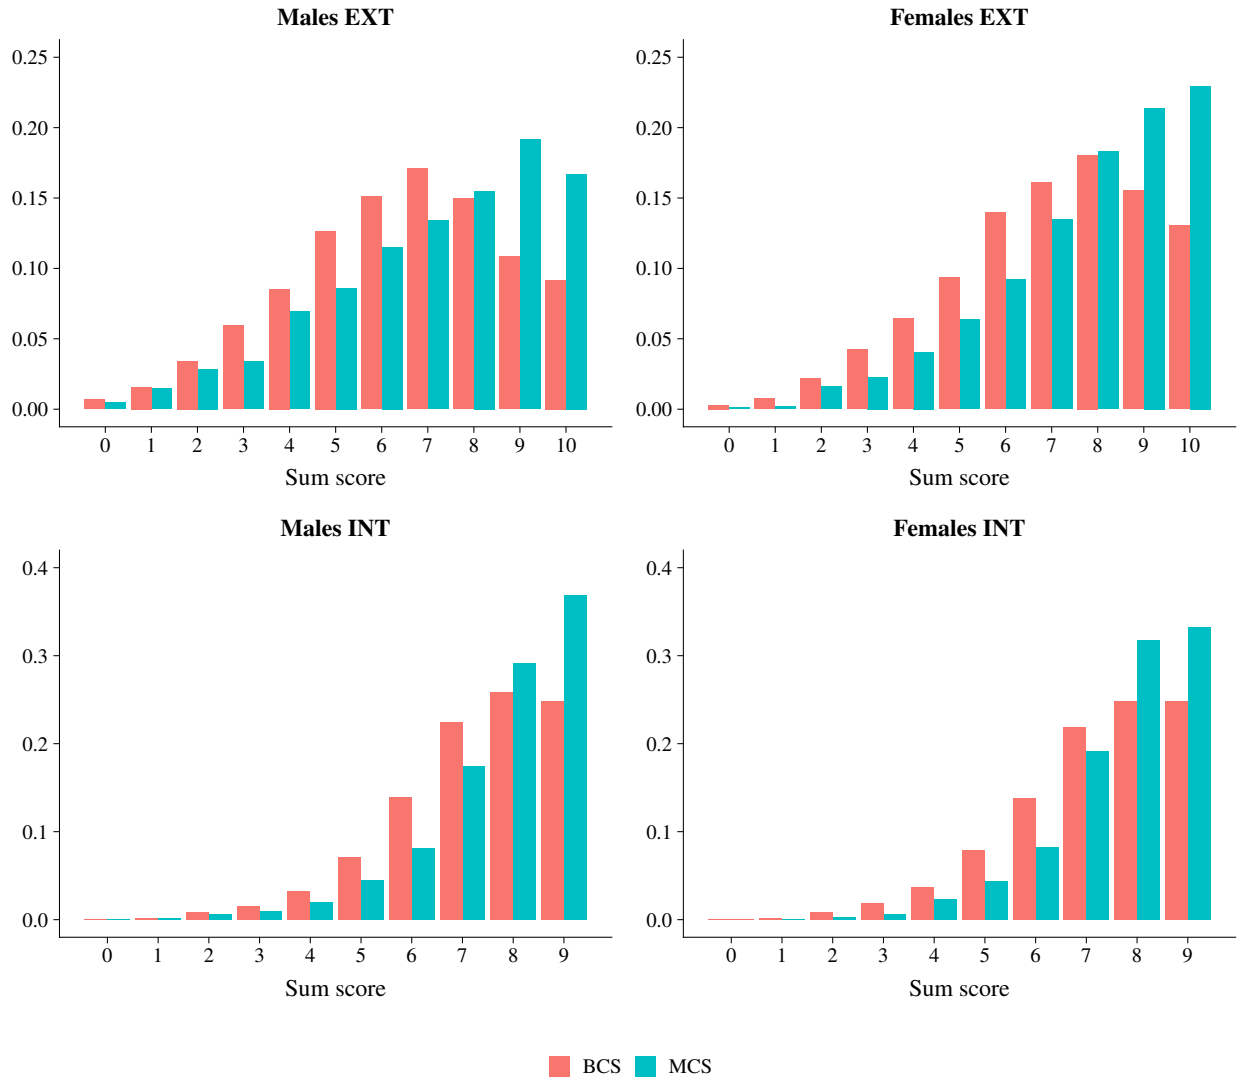 Males EXT
0.25
0.20
0.15
0.10
0.05
0.00
0 1 2 3 4 5 6 7 8 9 10
Sum score
Females EXT
0.25
0.20
0.15
0.10
0.05
0.00
0 1 2 3 4 5 6 7 8 9 10
Sum score
Males INT
0.4
0.3
0.2
0.1
0.0
0 1 2 3 4 5 6 7 8 9
Sum score
Females INT
0.4
0.3
0.2
0.1
0.0
0 1 2 3 4 5 6 7 8 9
Sum score
BCS MCS